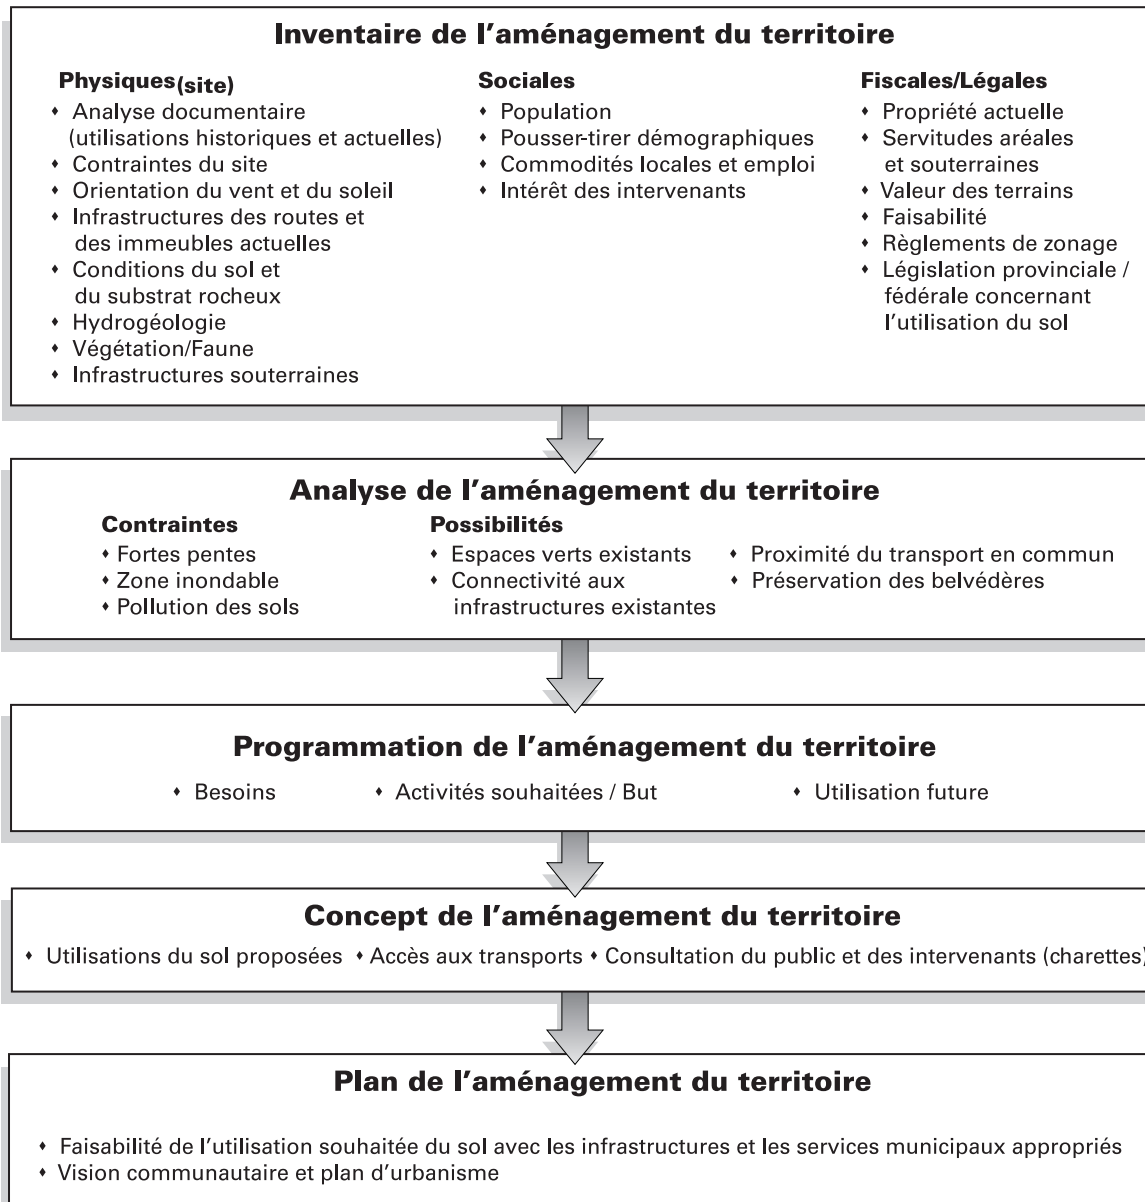 Inventaire de l'aménagement du territoire
Physiques (site)
♦ Analyse documentaire
(utilisations historiques et actuelles)
♦ Contraintes du site
♦ Orientation du vent et du soleil
♦ Infrastructures des routes et
des immeubles actuelles
♦ Conditions du sol et
du substrat rocheux
♦ Hydrogéologie
♦ Végétation/Faune
♦ Infrastructures souterraines
Sociales
♦ Population
♦ Pousser-tirer démographiques
♦ Commodités locales et emploi
♦ Intérêt des intervenants
Fiscales/Légales
♦ Propriété actuelle
♦ Servitudes aréales
et souterraines
♦ Valeur des terrains
♦ Faisabilité
♦ Règlements de zonage
♦ Législation provinciale /
fédérale concernant
l'utilisation du sol
Analyse de l'aménagement du territoire
Contraintes
♦ Fortes pentes
♦ Zone inondable
♦ Pollution des sols
Possibilités
♦ Espaces verts existants
♦ Connectivité aux
infrastructures existantes
♦ Proximité du transport en commun
♦ Préservation des belvédères
Programmation de l'aménagement du territoire
♦ Besoins ♦ Activités souhaitées / But ♦ Utilisation future
Concept de l'aménagement du territoire
♦ Utilisations du sol proposées ♦ Accès aux transports ♦ Consultation du public et des intervenants (charettes)
Plan de l'aménagement du territoire
♦ Faisabilité de l'utilisation souhaitée du sol avec les infrastructures et les services municipaux appropriés
♦ Vision communautaire et plan d'urbanisme